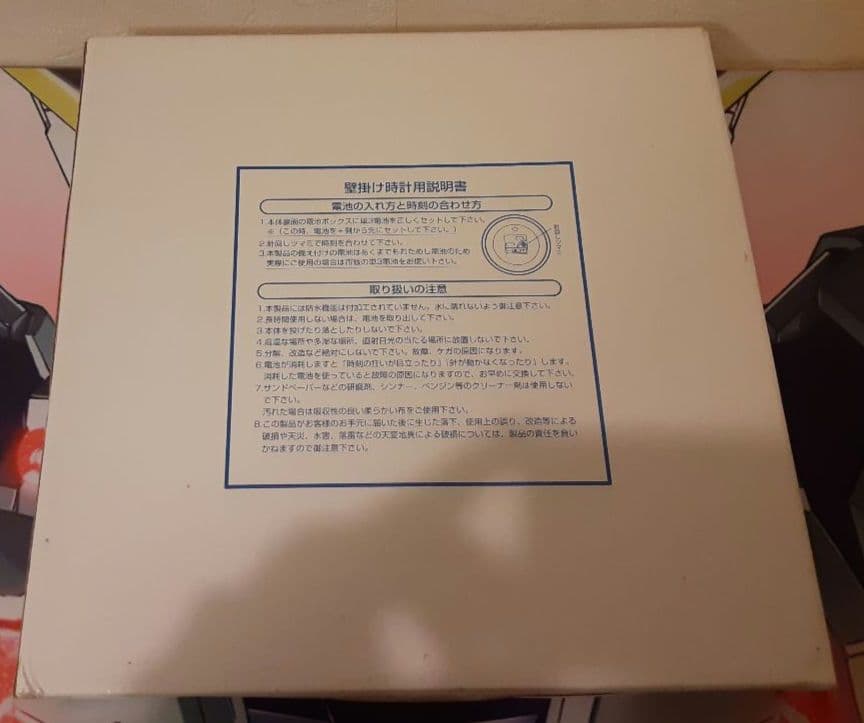 壁掛け時計用説明書
電池の入れ方と時刻の合わせ方
1.本体裏面の電池ボックスに単3電池を正しくセットして下さい。
※(この時、電池を+側から先にセットして下さい。)
2.針回しツマミで時刻を合わせて下さい。
3.本製品の備え付けの電池はあくまでもおためし電池のため
実際にご使用の場合は市販の単3電池をお使い下さい。
取り扱いの注意
1.本製品には防水機能は付加工されていません。水に濡れないよう御注意下さい。
2.長時間使用しない場合は、電池を取り出して下さい。
3.本体を投げたり落としたりしないで下さい。
4.高温な場所や多湿な場所、直射日光の当たる場所に放置しないで下さい。
5.分解、改造など絶対にしないで下さい。故障、ケガの原因になります。
6.電池が消耗しますと「時刻の狂いが目立ったり」「針が動かなくなったり」します。
消耗した電池を使っていると故障の原因になりますので、お早めに交換して下さい。
7.サンドペーパーなどの研磨剤、シンナー、ベンジン等のクリーナー剤は使用しない
で下さい。
汚れた場合は吸収性の良い柔らかい布をご使用下さい。
8.この製品がお客様のお手元に届いた後に生じた落下、使用上の誤り、改造等による
破損や火災、水害、落雷などの天変地異による破損については、製品の責任を負い
かねますので御注意下さい。